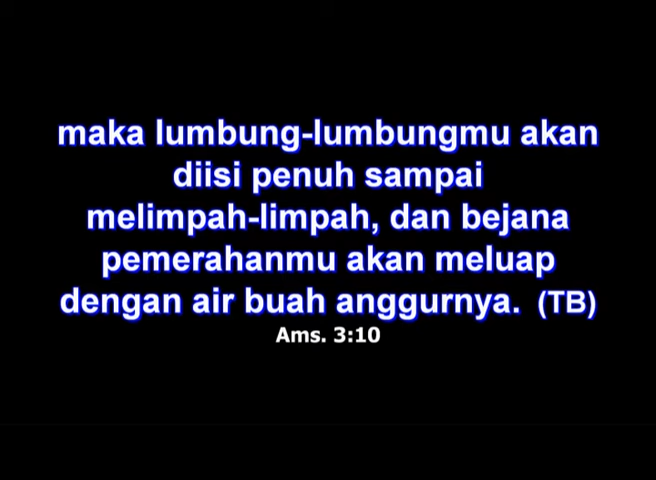 maka lumbung-lumbungmu akan
diisi penuh sampai
melimpah-limpah, dan bejana
pemerahanmu akan meluap
dengan air buah anggurnya. (TB)
Ams. 3:10